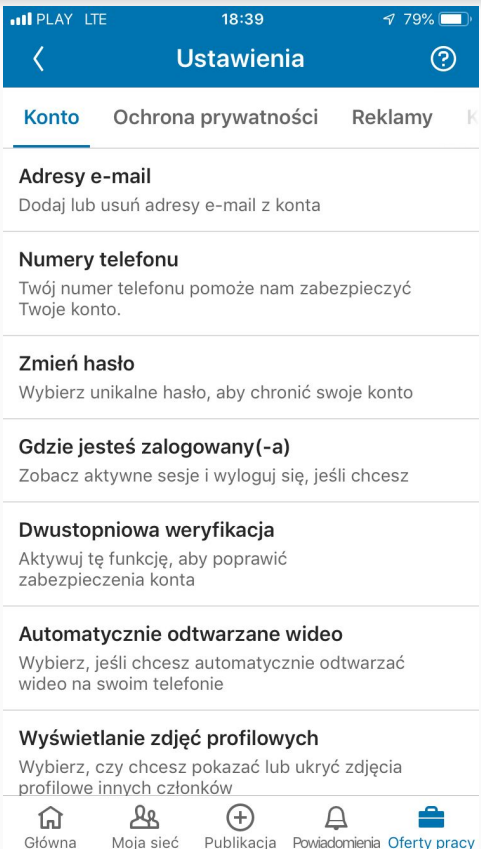 PLAY LTE 18:39 79%
Ustawienia
Konto Ochrona prywatności Reklamy K
Adresy e-mail
Dodaj lub usuń adresy e-mail z konta
Numery telefonu
Twój numer telefonu pomoże nam zabezpieczyć
Twoje konto.
Zmień hasło
Wybierz unikalne hasło, aby chronić swoje konto
Gdzie jesteś zalogowany(-a)
Zobacz aktywne sesje i wyloguj się, jeśli chcesz
Dwustopniowa weryfikacja
Aktywuj tę funkcję, aby poprawić
zabezpieczenia konta
Automatycznie odtwarzane wideo
Wybierz, jeśli chcesz automatycznie odtwarzać
wideo na swoim telefonie
Wyświetlanie zdjęć profilowych
Wybierz, czy chcesz pokazać lub ukryć zdjęcia
profilowe innych członków
Główna Moja sieć Publikacja Powiadomienia Oferty pracy